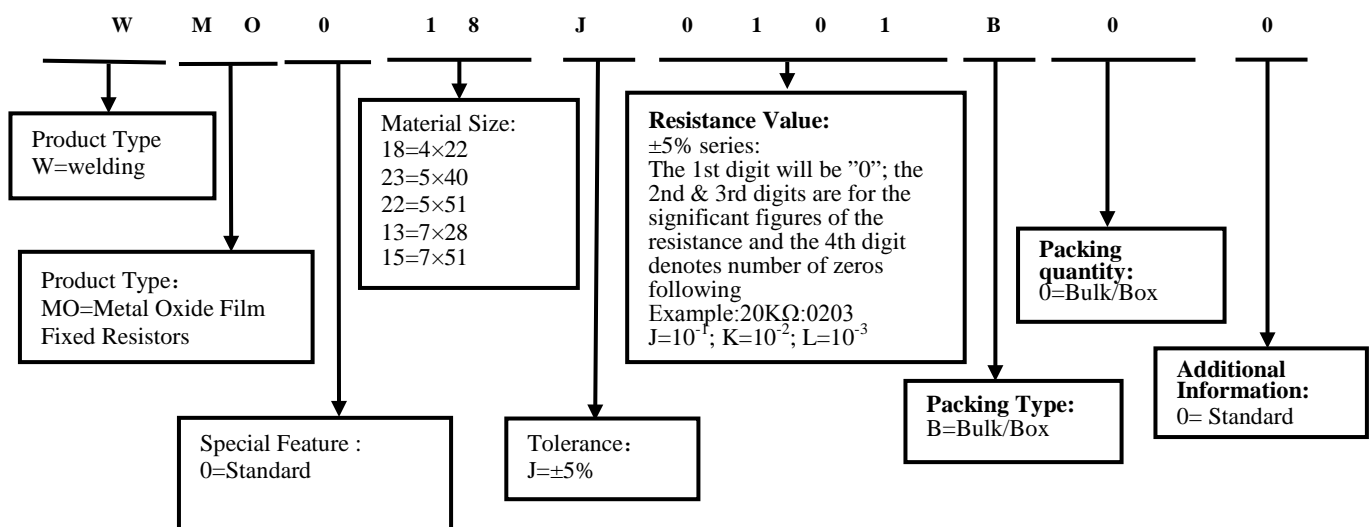 W M O 0 1 8 J 0 1 0 1 B 0 0
Product Type
W=welding
Material Size:
18=4×22
23=5×40
22=5×51
13=7×28
15=7×51
Resistance Value:
±5% series:
The 1st digit will be ”0”; the
2nd & 3rd digits are for the
significant figures of the
resistance and the 4th digit
denotes number of zeros
following
Example:20KΩ:0203
J=10⁻¹; K=10⁻²; L=10⁻³
Packing
quantity:
0=Bulk/Box
Product Type：
MO=Metal Oxide Film
Fixed Resistors
Additional
Information:
0= Standard
Packing Type:
B=Bulk/Box
Special Feature :
0=Standard
Tolerance：
J=±5%